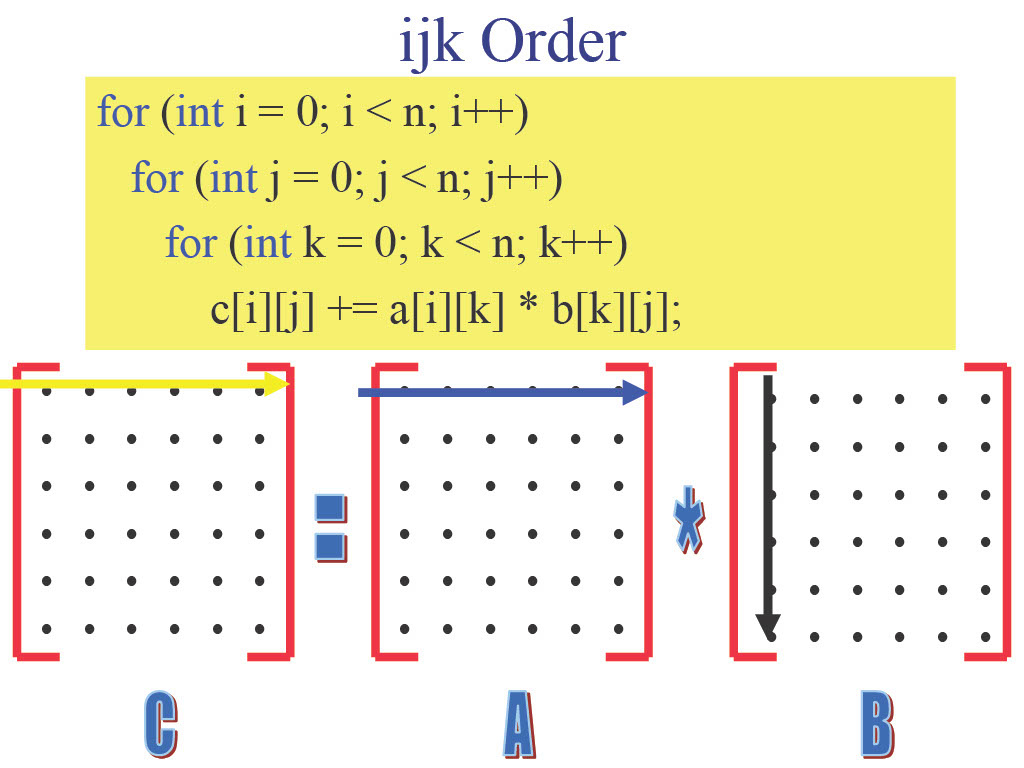 ijk Order
for (int i = 0; i < n; i++)
for (int j = 0; j < n; j++)
for (int k = 0; k < n; k++)
c[i][j] += a[i][k] * b[k][j];
= *
C A B